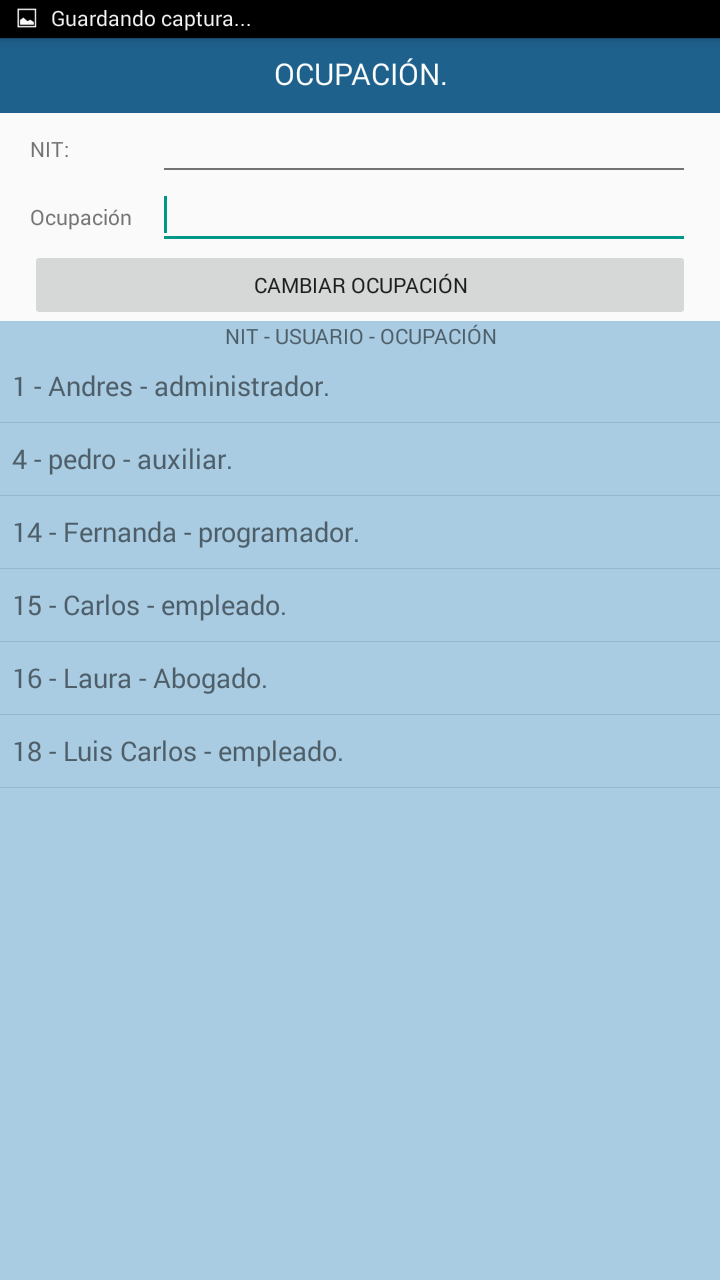 Guardando captura...
OCUPACIÓN.
NIT:
Ocupación
CAMBIAR OCUPACIÓN
NIT - USUARIO - OCUPACIÓN
1 - Andres - administrador.
4 - pedro - auxiliar.
14 - Fernanda - programador.
15 - Carlos - empleado.
16 - Laura - Abogado.
18 - Luis Carlos - empleado.